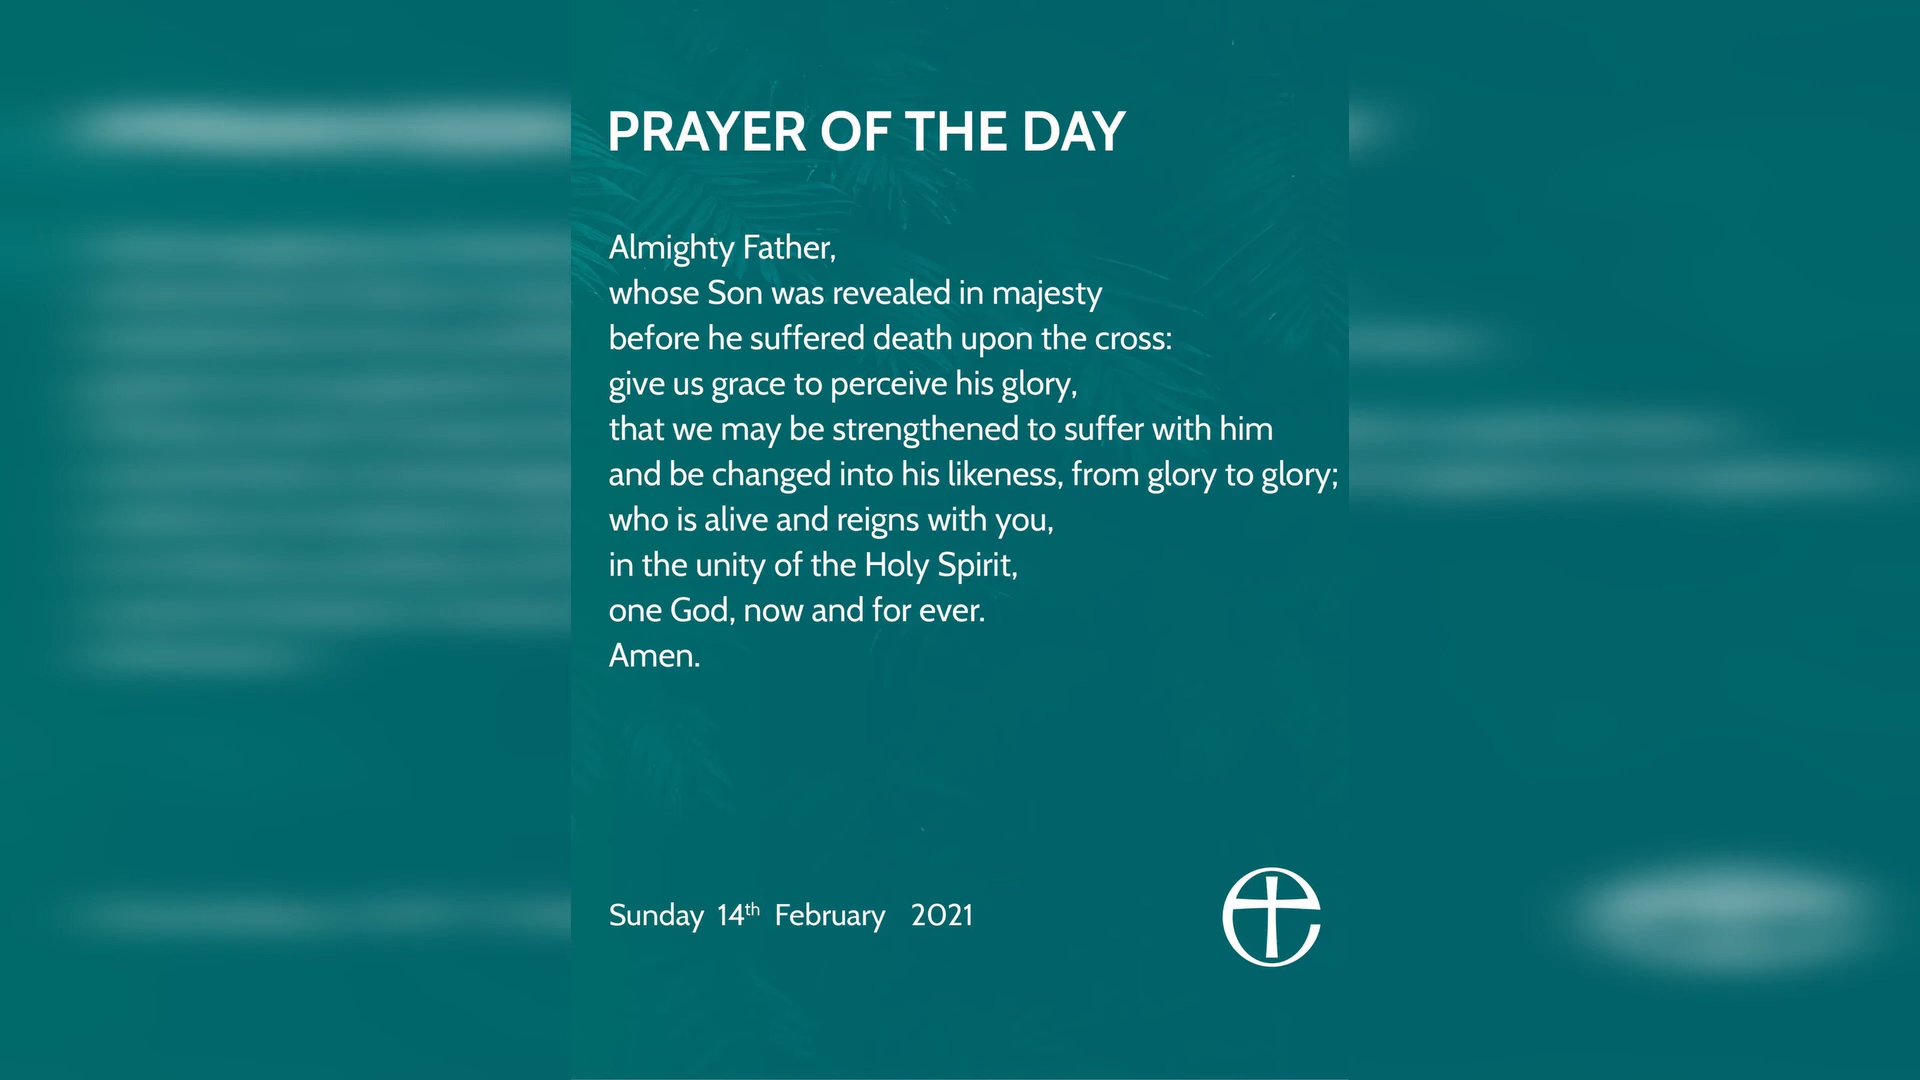 PRAYER OF THE DAY
Almighty Father,
whose Son was revealed in majesty
before he suffered death upon the cross:
give us grace to perceive his glory,
that we may be strengthened to suffer with him
and be changed into his likeness, from glory to glory;
who is alive and reigns with you,
in the unity of the Holy Spirit,
one God, now and for ever.
Amen.
Sunday 14th February 2021